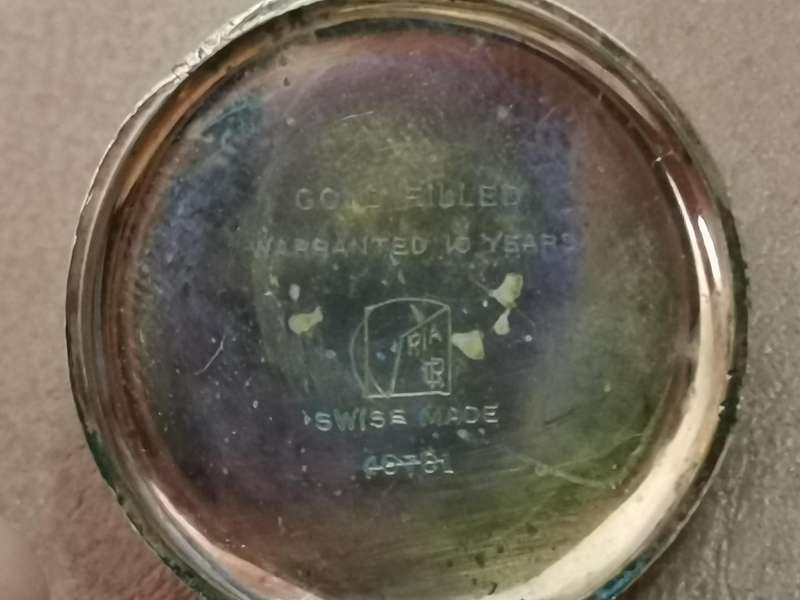 GOLD FILLED
WARRANTED 10 YEARS
SWISS MADE